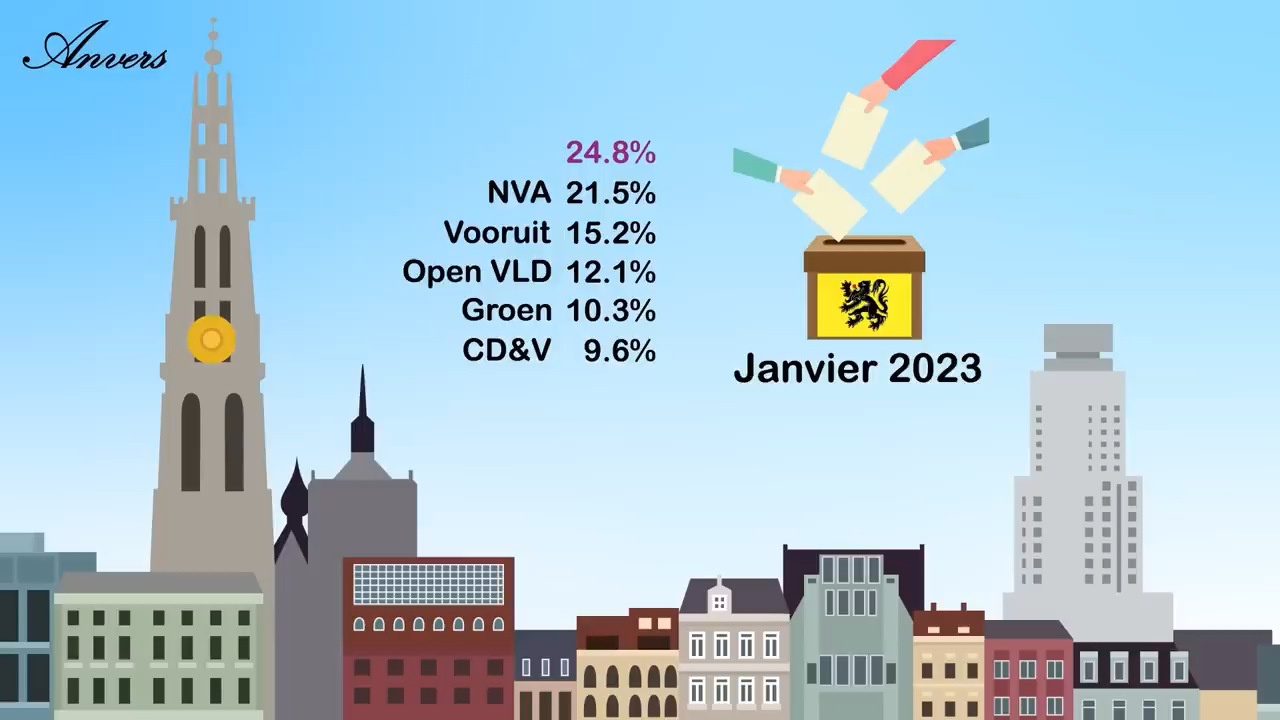 Anvers
24.8%
NVA 21.5%
Vooruit 15.2%
Open VLD 12.1%
Groen 10.3%
CD&V 9.6%
Janvier 2023